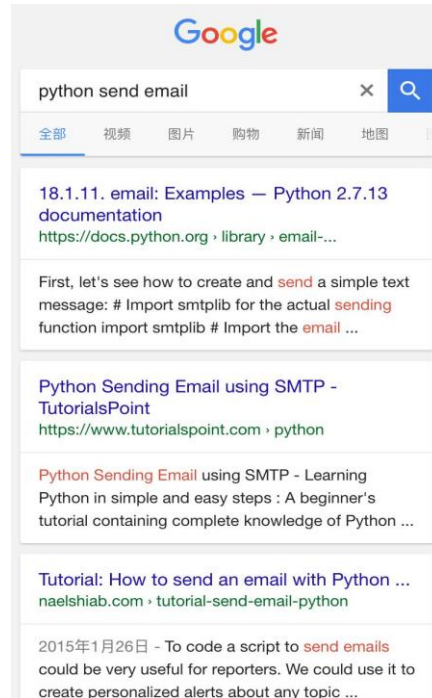 Google
python send email
全部 视频 图片 购物 新闻 地图
18.1.11. email: Examples — Python 2.7.13
documentation
https://docs.python.org › library › email-...
First, let's see how to create and send a simple text
message: # Import smtplib for the actual sending
function import smtplib # Import the email ...
Python Sending Email using SMTP -
TutorialsPoint
https://www.tutorialspoint.com › python
Python Sending Email using SMTP - Learning
Python in simple and easy steps : A beginner's
tutorial containing complete knowledge of Python ...
Tutorial: How to send an email with Python ...
naelshiab.com › tutorial-send-email-python
2015年1月26日 - To code a script to send emails
could be very useful for reporters. We could use it to
create personalized alerts about any topic ...